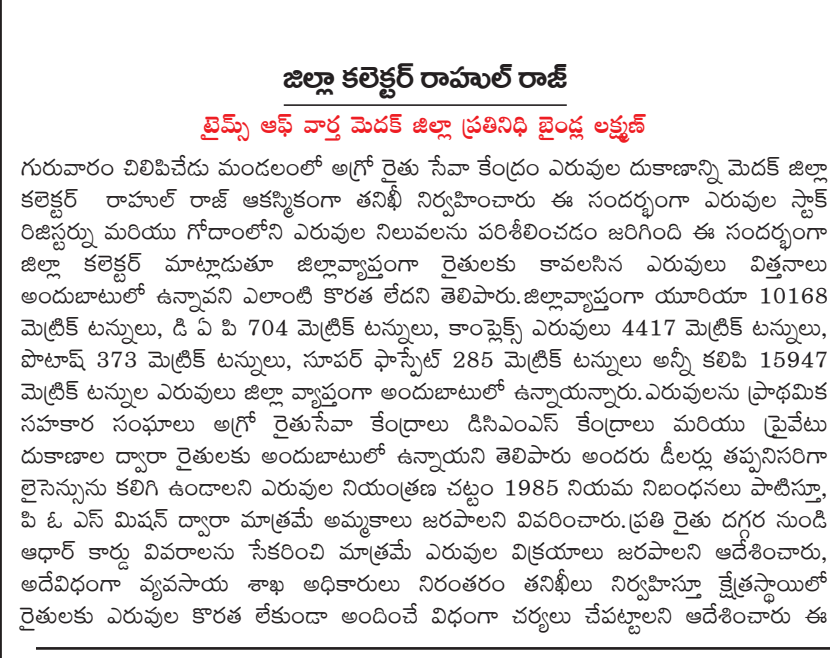 జిల్లా కలెక్టర్ రాహుల్ రాజ్
టైమ్స్ ఆఫ్ వార్త మెదక్ జిల్లా ప్రతినిధి బైండ్ల లక్ష్మణ్
గురువారం చిలిపిచేడు మండలంలో అగ్రో రైతు సేవా కేంద్రం ఎరువుల దుకాణాన్ని మెదక్ జిల్లా
కలెక్టర్ రాహుల్ రాజ్ ఆకస్మికంగా తనిఖీ నిర్వహించారు ఈ సందర్భంగా ఎరువుల స్టాక్
రిజిస్టర్ను మరియు గోదాంలోని ఎరువుల నిలువలను పరిశీలించడం జరిగింది ఈ సందర్భంగా
జిల్లా కలెక్టర్ మాట్లాడుతూ జిల్లావ్యాప్తంగా రైతులకు కావలసిన ఎరువులు విత్తనాలు
అందుబాటులో ఉన్నావని ఎలాంటి కొరత లేదని తెలిపారు.జిల్లావ్యాప్తంగా యూరియా 10168
మెట్రిక్ టన్నులు, డి ఏ పి 704 మెట్రిక్ టన్నులు, కాంప్లెక్స్ ఎరువులు 4417 మెట్రిక్ టన్నులు,
పొటాష్ 373 మెట్రిక్ టన్నులు, సూపర్ ఫాస్ఫేట్ 285 మెట్రిక్ టన్నులు అన్నీ కలిపి 15947
మెట్రిక్ టన్నుల ఎరువులు జిల్లా వ్యాప్తంగా అందుబాటులో ఉన్నాయన్నారు.ఎరువులను ప్రాథమిక
సహకార సంఘాలు అగ్రో రైతుసేవా కేంద్రాలు డిసిఎంఎస్ కేంద్రాలు మరియు ప్రైవేటు
దుకాణాల ద్వారా రైతులకు అందుబాటులో ఉన్నాయని తెలిపారు అందరు డీలర్లు తప్పనిసరిగా
లైసెన్సును కలిగి ఉండాలని ఎరువుల నియంత్రణ చట్టం 1985 నియమ నిబంధనలు పాటిస్తూ,
పి ఓ ఎస్ మిషన్ ద్వారా మాత్రమే అమ్మకాలు జరపాలని వివరించారు.ప్రతి రైతు దగ్గర నుండి
ఆధార్ కార్డు వివరాలను సేకరించి మాత్రమే ఎరువుల విక్రయాలు జరపాలని ఆదేశించారు,
అదేవిధంగా వ్యవసాయ శాఖ అధికారులు నిరంతరం తనిఖీలు నిర్వహిస్తూ క్షేత్రస్థాయిలో
రైతులకు ఎరువుల కొరత లేకుండా అందించే విధంగా చర్యలు చేపట్టాలని ఆదేశించారు ఈ